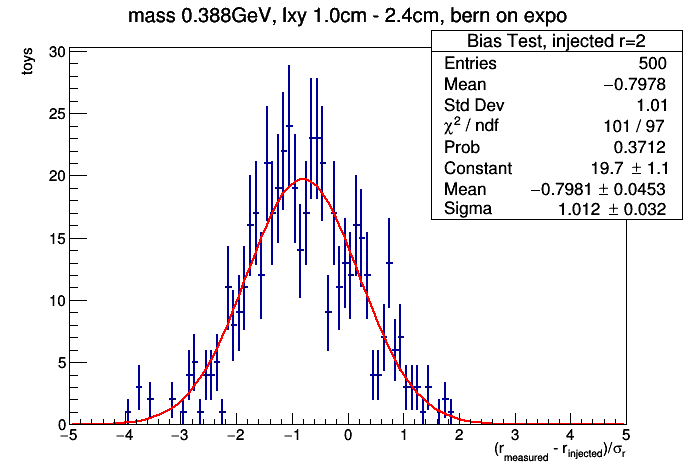 mass 0.388GeV, lxy 1.0cm - 2.4cm, bern on expo
Bias Test, injected r=2
Entries 500
Mean −0.7978
Std Dev 1.01
χ² / ndf 101 / 97
Prob 0.3712
Constant 19.7 ± 1.1
Mean −0.7981 ± 0.0453
Sigma 1.012 ± 0.032
toys
30
25
20
15
10
5
0
−5 −4 −3 −2 −1 0 1 2 3 4 5
(r_measured - r_injected)/σ_r